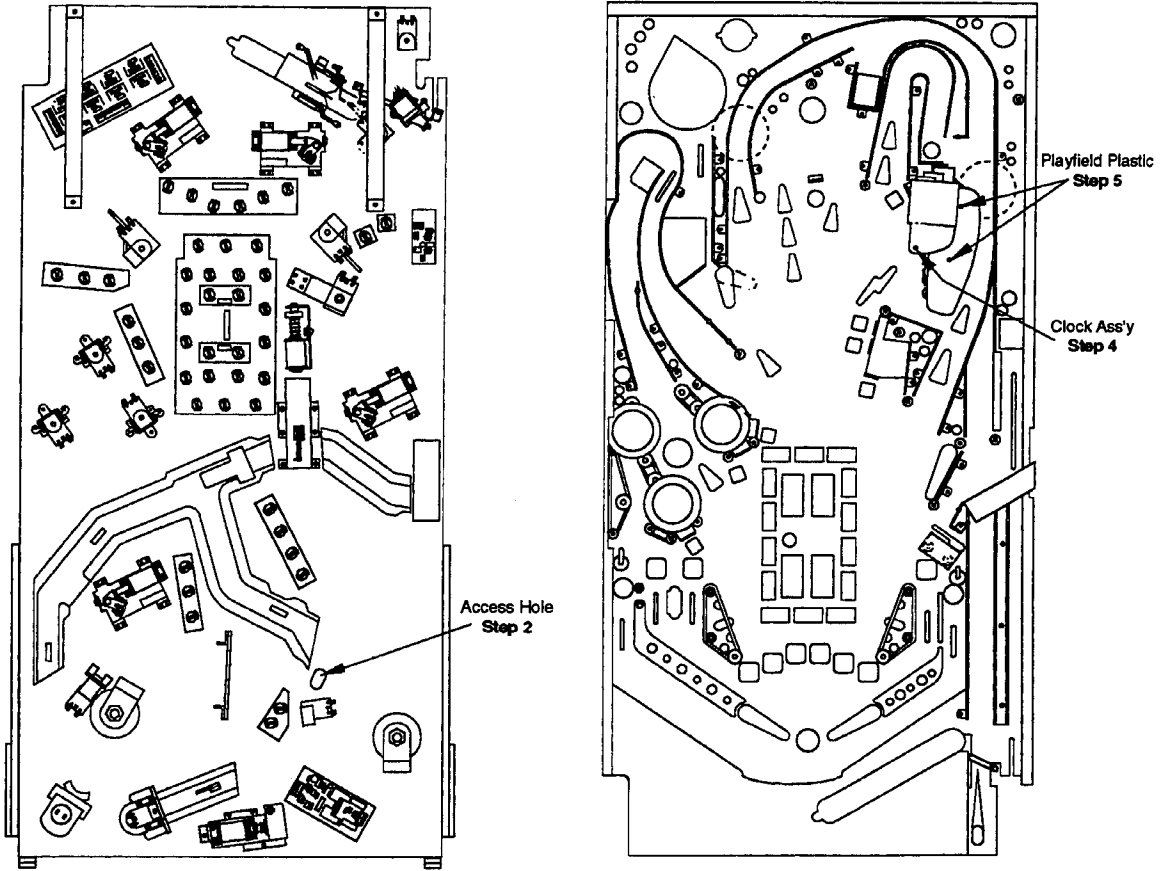 Playfield Plastic
Step 5
Clock Ass'y
Step 4
Access Hole
Step 2